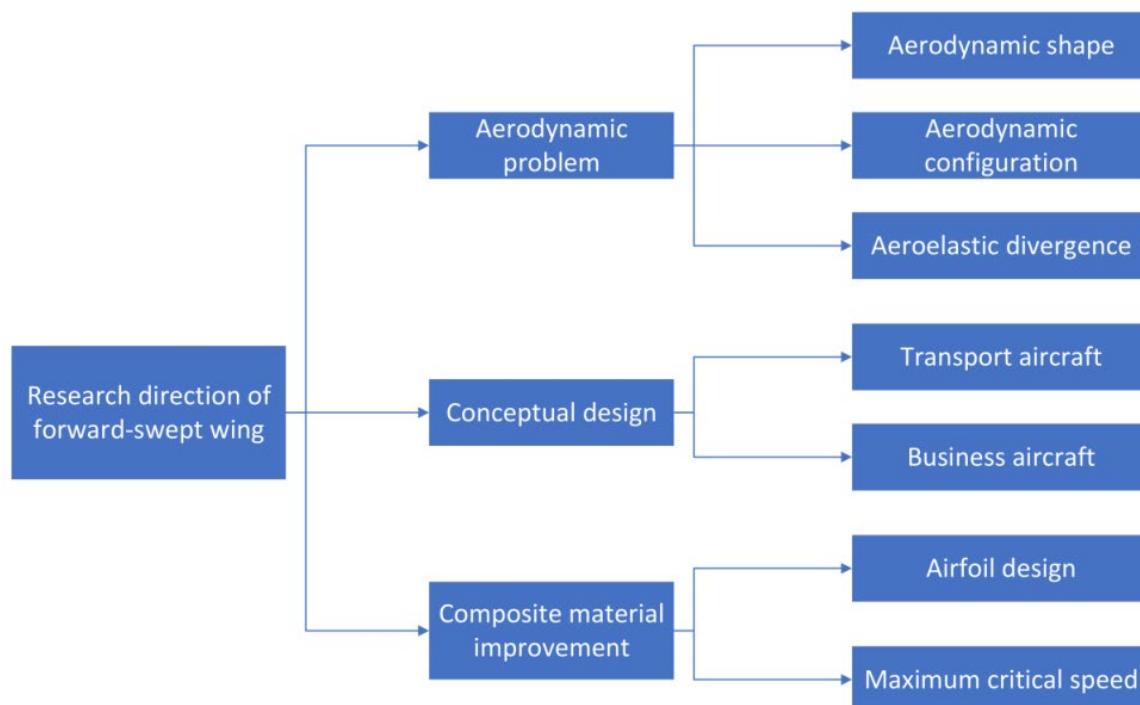 Aerodynamic shape
Aerodynamic
problem
Aerodynamic
configuration
Aeroelastic divergence
Research direction of
forward-swept wing
Conceptual design
Transport aircraft
Business aircraft
Composite material
improvement
Airfoil design
Maximum critical speed